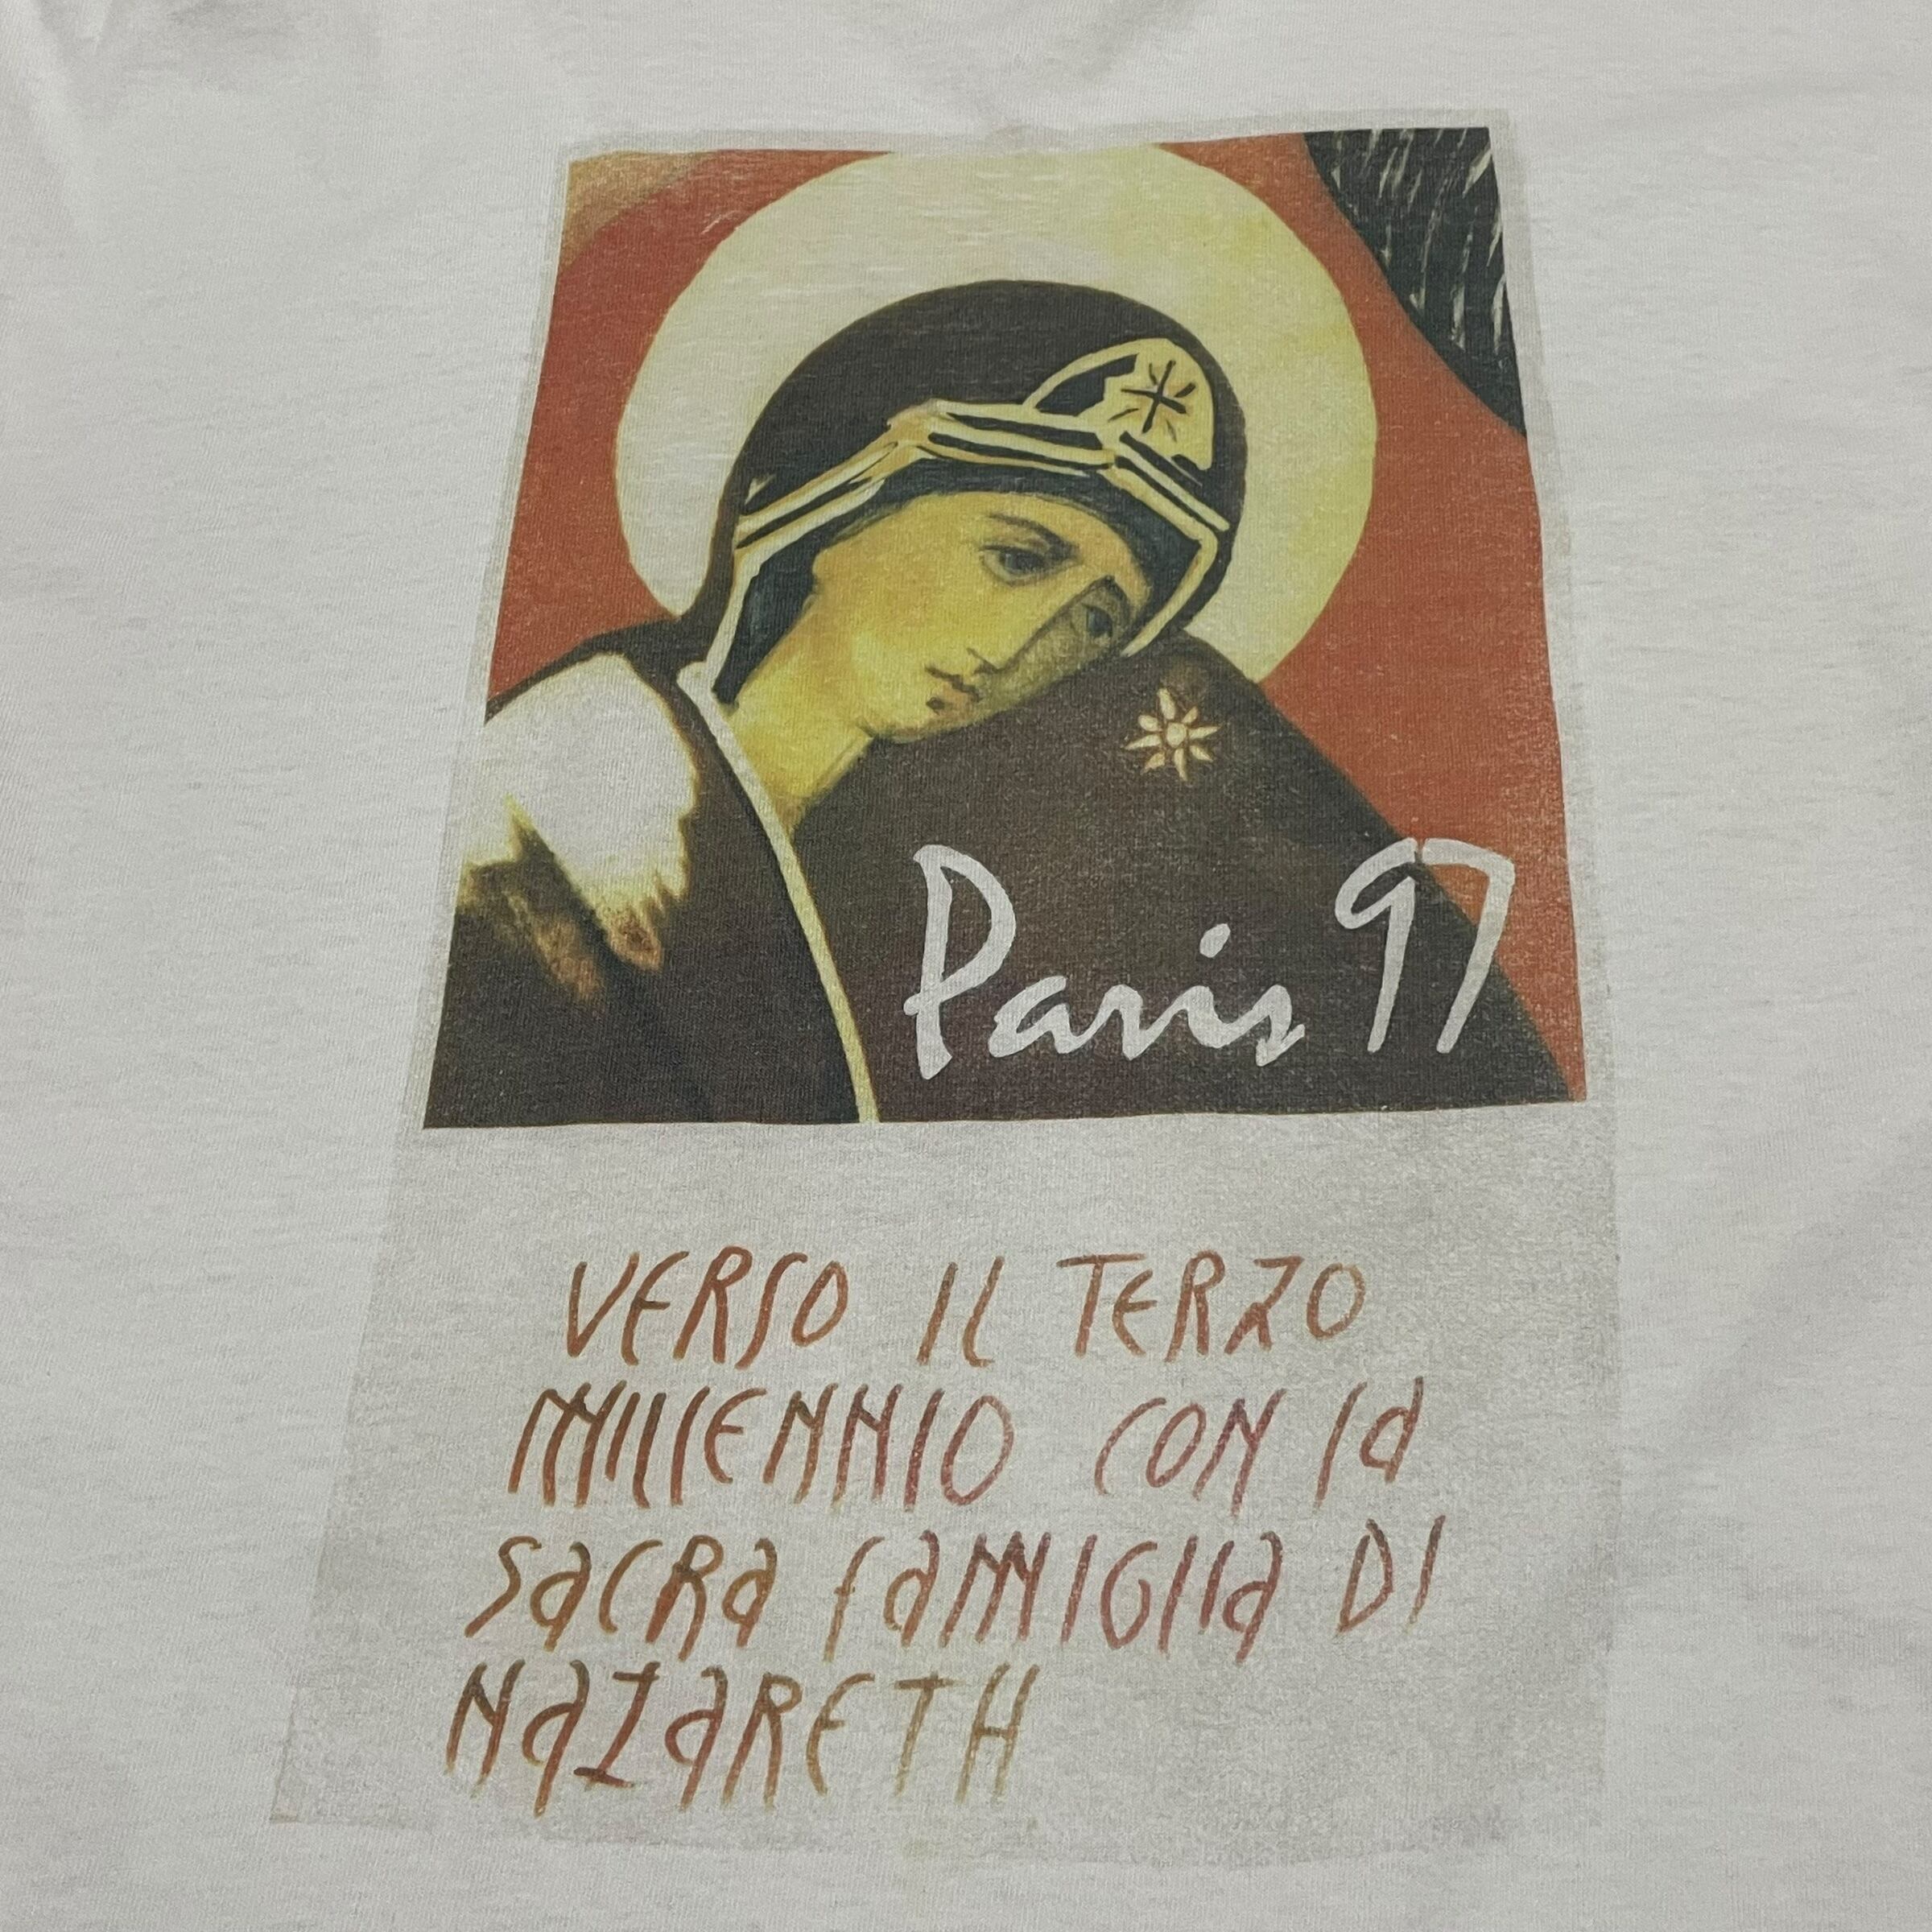 Paris 97
VERSO IL TERZO
MILLENNIO CON la
SacRa famIGlIa DI
NaZaRETH